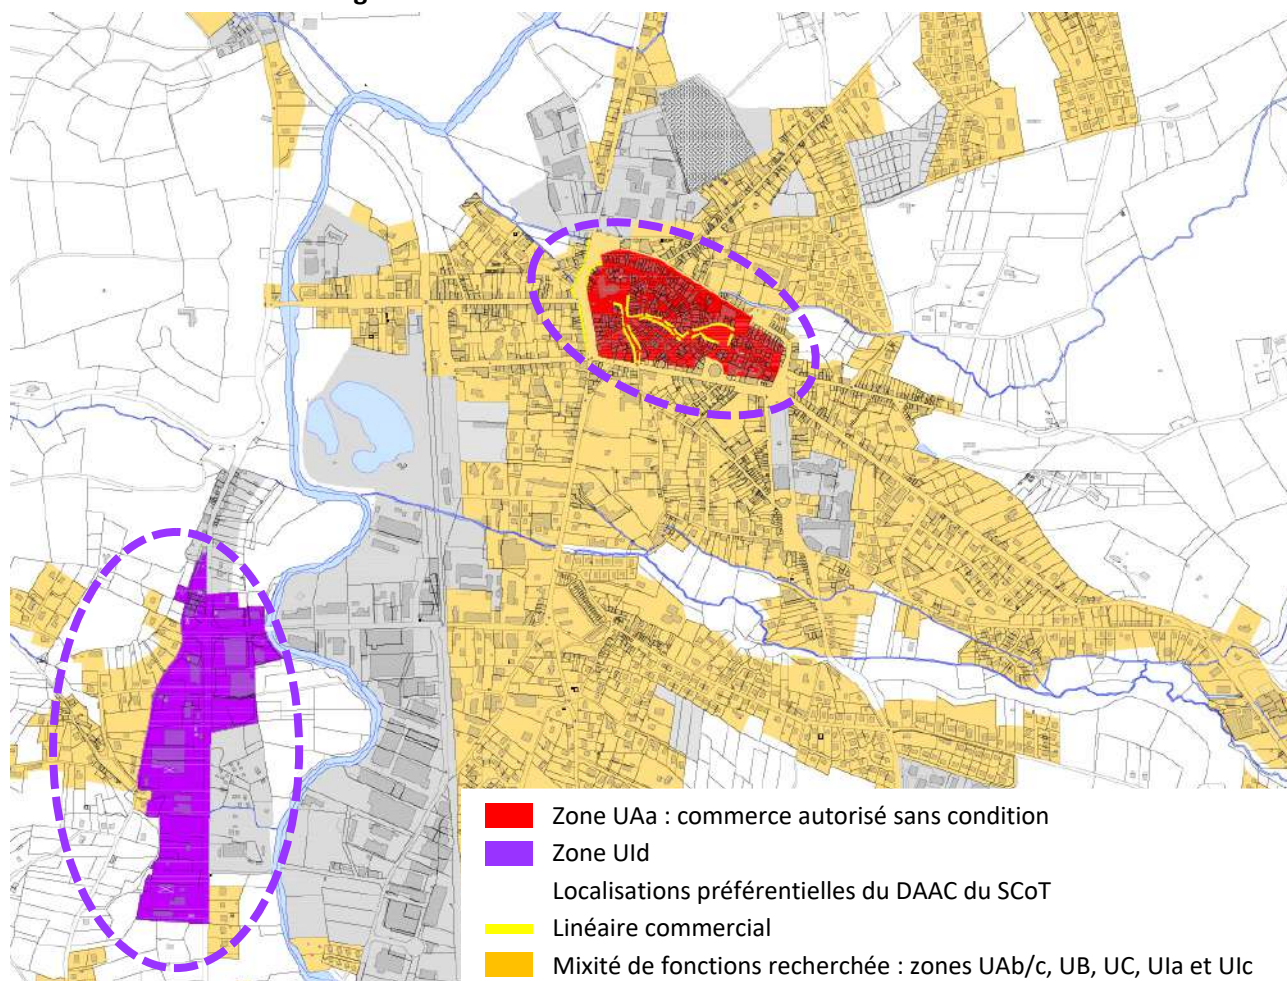 Zone UAa : commerce autorisé sans condition
Zone UId
Localisations préférentielles du DAAC du SCoT
Linéaire commercial
Mixité de fonctions recherchée : zones UAb/c, UB, UC, UIa et UIc